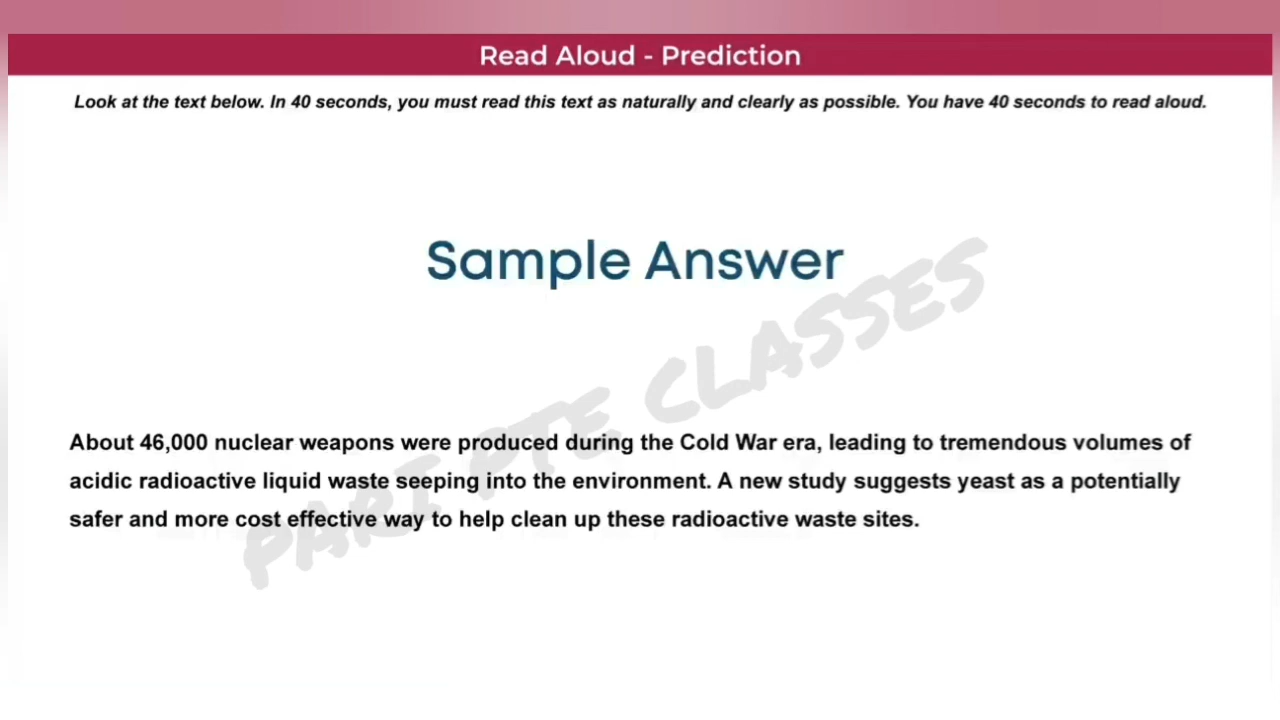 Read Aloud - Prediction
Look at the text below. In 40 seconds, you must read this text as naturally and clearly as possible. You have 40 seconds to read aloud.
Sample Answer
PARI PTE CLASSES
About 46,000 nuclear weapons were produced during the Cold War era, leading to tremendous volumes of
acidic radioactive liquid waste seeping into the environment. A new study suggests yeast as a potentially
safer and more cost effective way to help clean up these radioactive waste sites.